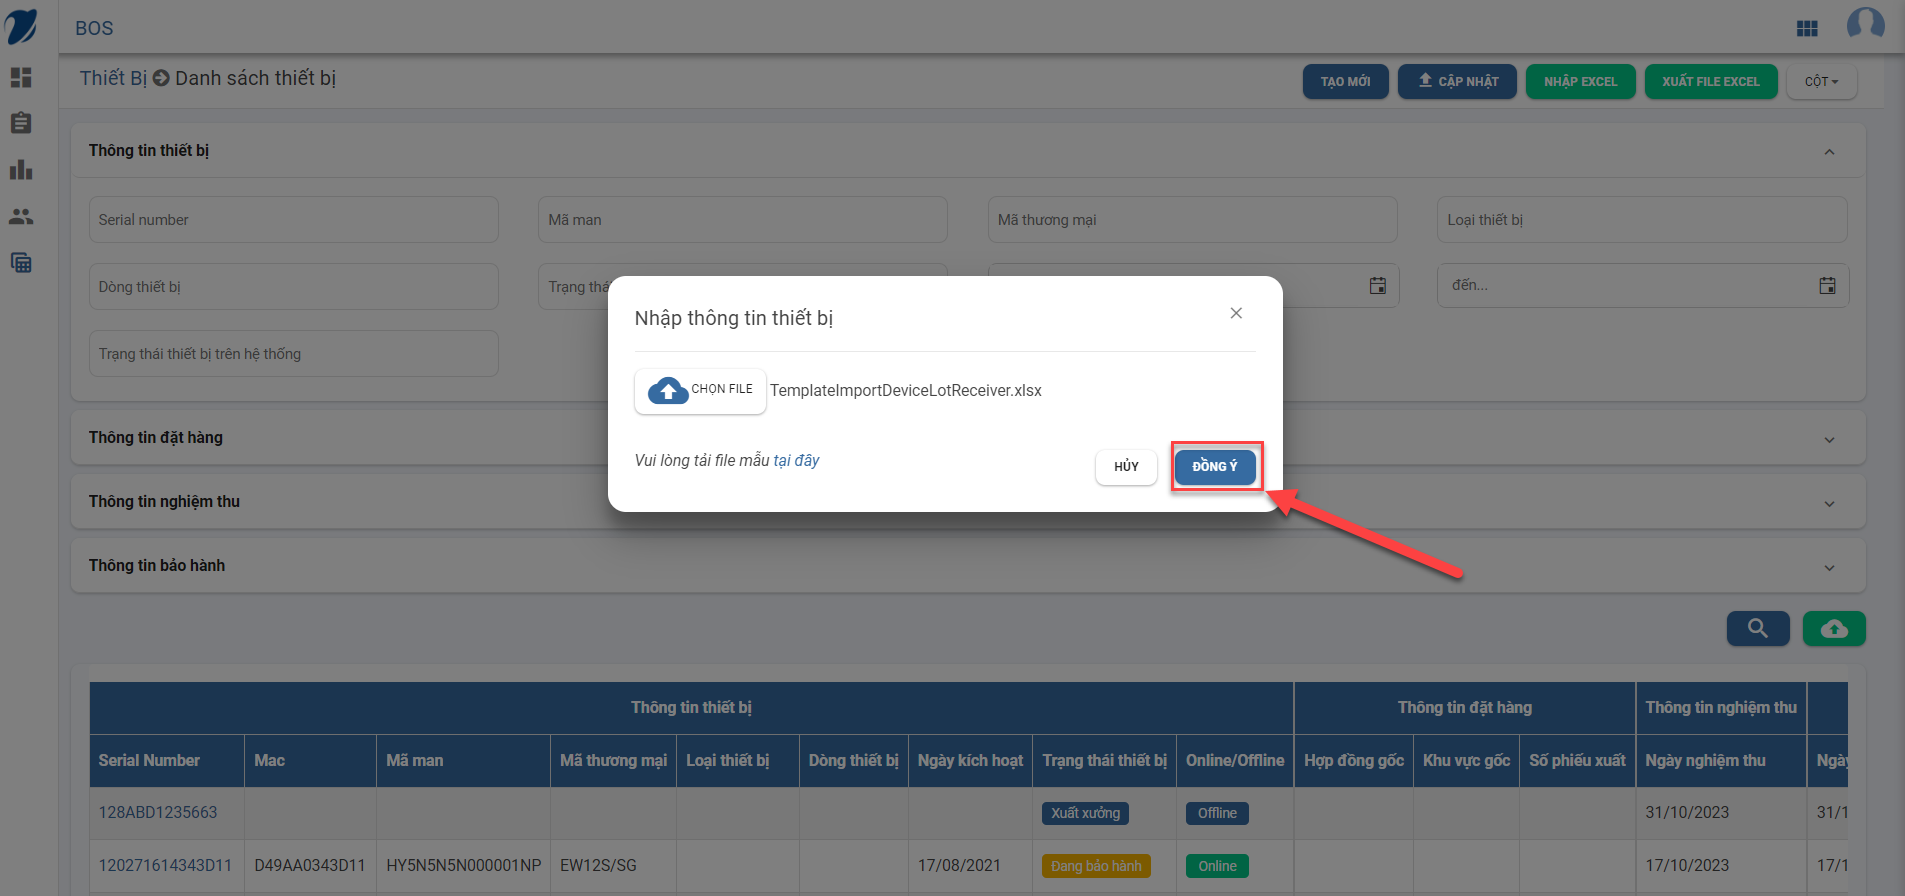 BOS
Thiết Bị Danh sách thiết bị
TẠO MỚI CẬP NHẬT NHẬP EXCEL XUẤT FILE EXCEL CỘT
Thông tin thiết bị
Serial number Mã man Mã thương mại Loại thiết bị
Dòng thiết bị Trạng thái đến...
Trạng thái thiết bị trên hệ thống
Nhập thông tin thiết bị
CHỌN FILE TemplateImportDeviceLotReceiver.xlsx
Vui lòng tải file mẫu tại đây
HỦY ĐỒNG Ý
Thông tin đặt hàng
Thông tin nghiệm thu
Thông tin bảo hành
Thông tin thiết bị Thông tin đặt hàng Thông tin nghiệm thu
Serial Number Mac Mã man Mã thương mại Loại thiết bị Dòng thiết bị Ngày kích hoạt Trạng thái thiết bị Online/Offline Hợp đồng gốc Khu vực gốc Số phiếu xuất Ngày nghiệm thu Ngày
128ABD1235663 Xuất xưởng Offline 31/10/2023 31/1
120271614343D11 D49AA0343D11 HY5N5N5N000001NP EW12S/SG 17/08/2021 Đang bảo hành Online 17/10/2023 17/1